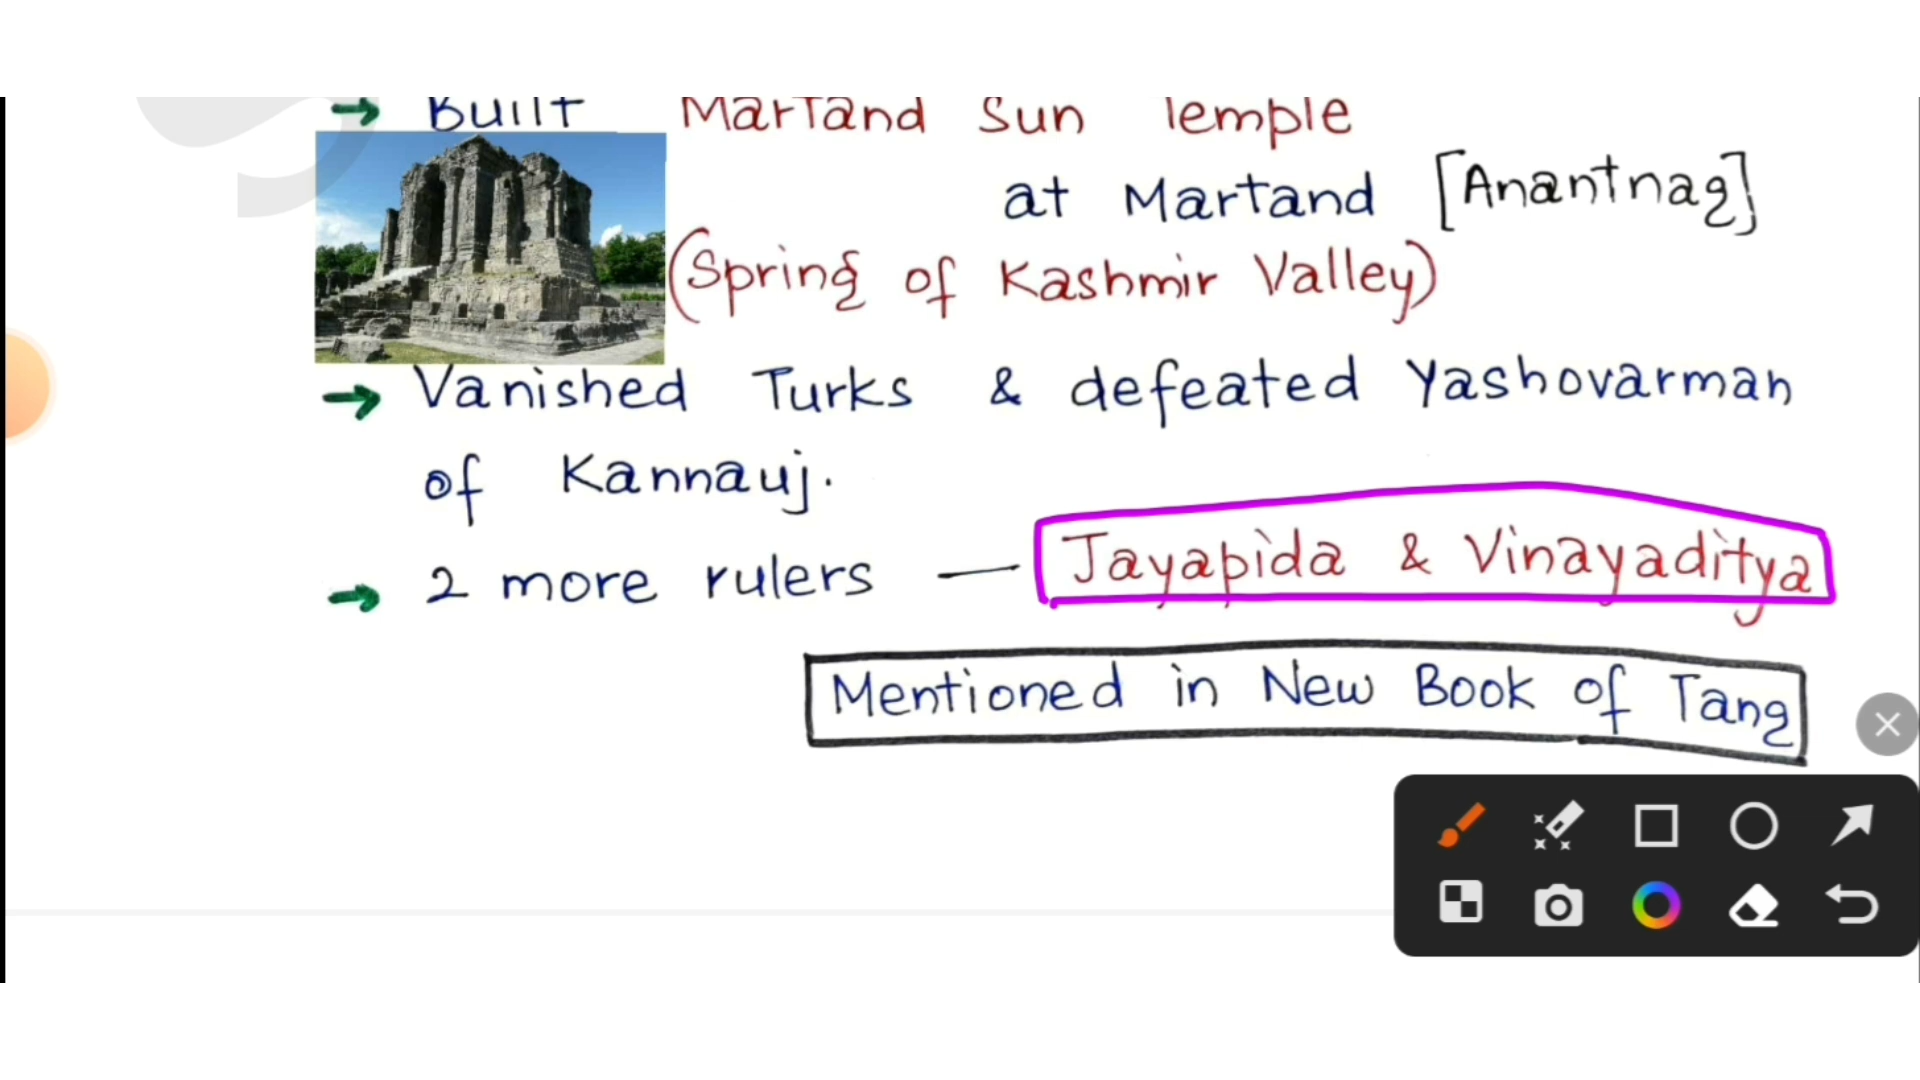 → Built Martand Sun Temple
at Martand [Anantnag]
(Spring of Kashmir Valley)
→ Vanished Turks & defeated Yashovarman
of Kannauj.
→ 2 more rulers — Jayapida & Vinayaditya
Mentioned in New Book of Tang